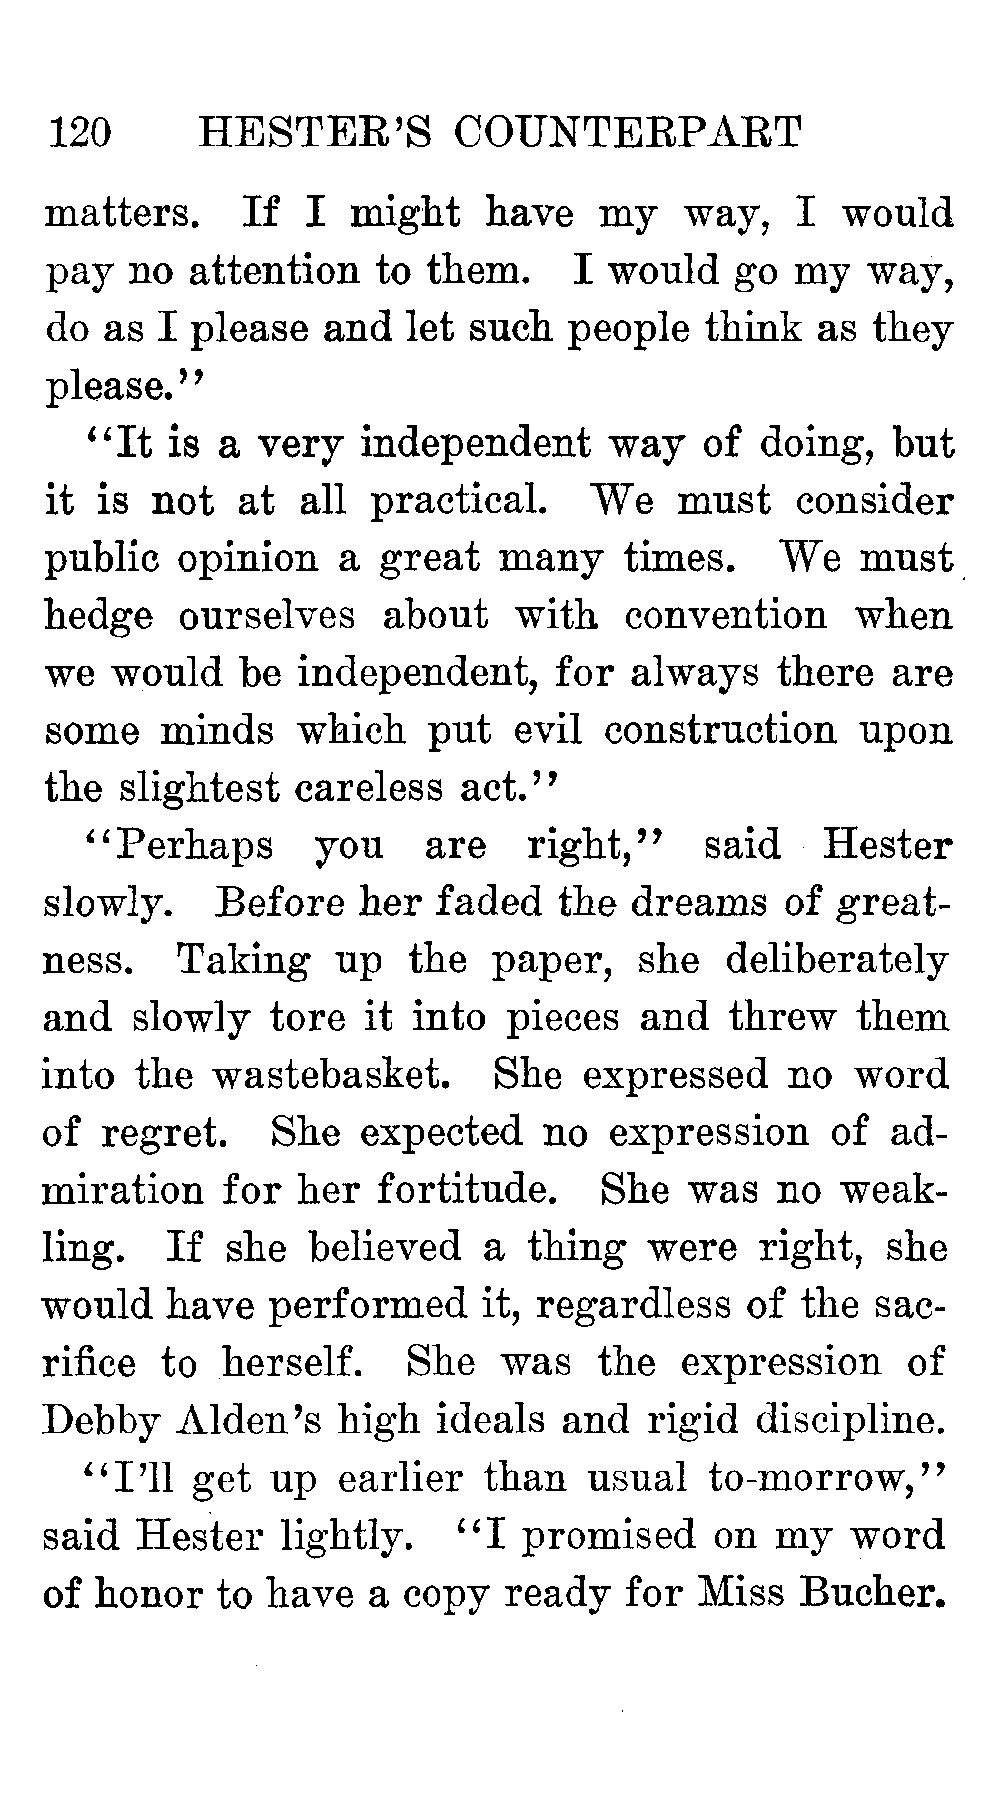 120 HESTER'S COUNTERPART
matters. If I might have my way, I would
pay no attention to them. I would go my way,
do as I please and let such people think as they
please."
"It is a very independent way of doing, but
it is not at all practical. We must consider
public opinion a great many times. We must
hedge ourselves about with convention when
we would be independent, for always there are
some minds which put evil construction upon
the slightest careless act."
"Perhaps you are right," said Hester
slowly. Before her faded the dreams of great-
ness. Taking up the paper, she deliberately
and slowly tore it into pieces and threw them
into the wastebasket. She expressed no word
of regret. She expected no expression of ad-
miration for her fortitude. She was no weak-
ling. If she believed a thing were right, she
would have performed it, regardless of the sac-
rifice to herself. She was the expression of
Debby Alden's high ideals and rigid discipline.
"I'll get up earlier than usual to-morrow,"
said Hester lightly. "I promised on my word
of honor to have a copy ready for Miss Bucher.